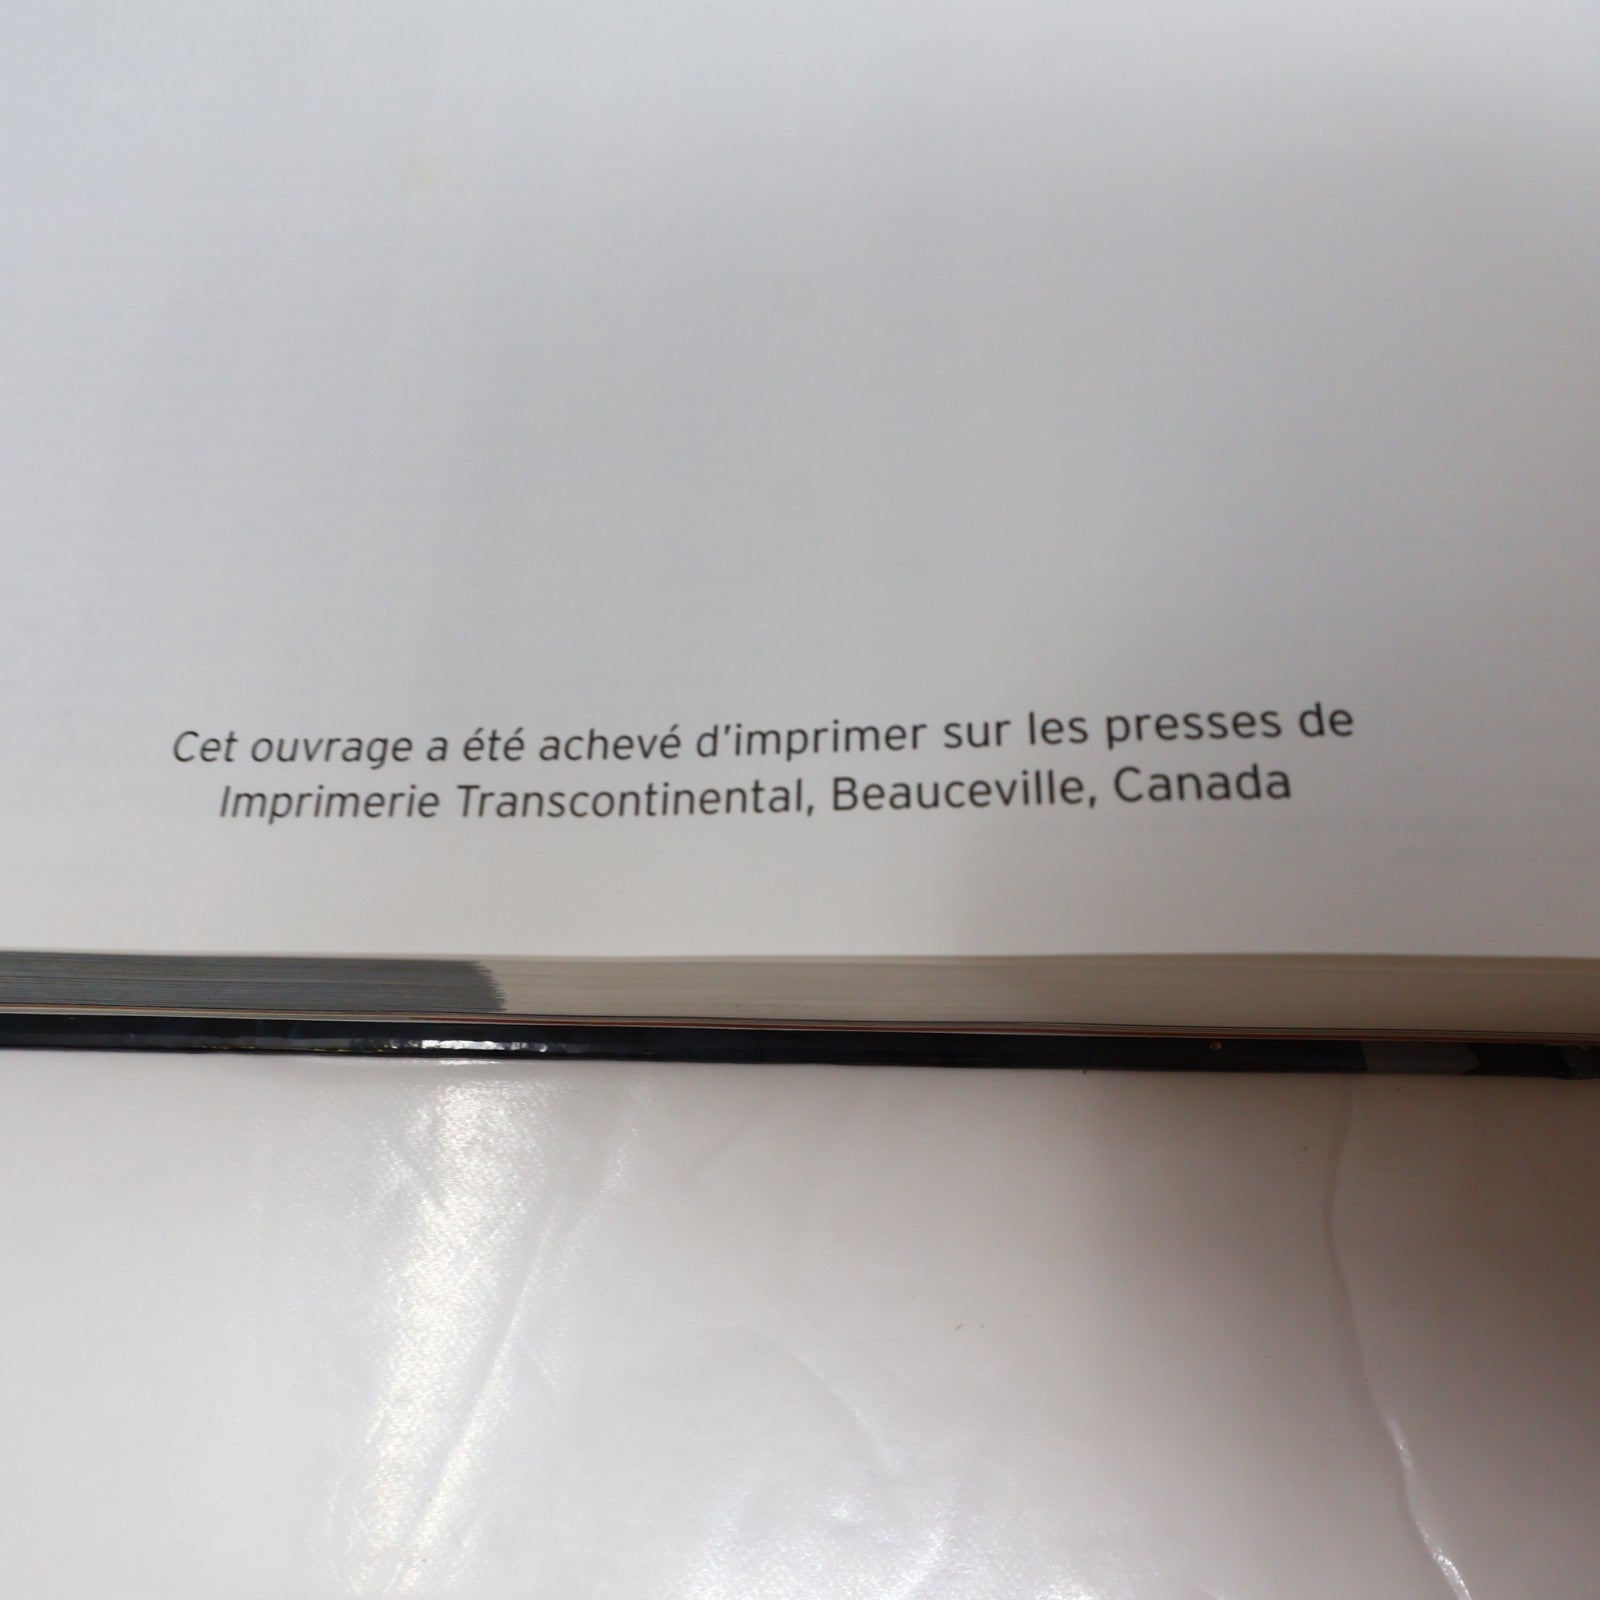 Cet ouvrage a été achevé d'imprimer sur les presses de
Imprimerie Transcontinental, Beauceville, Canada